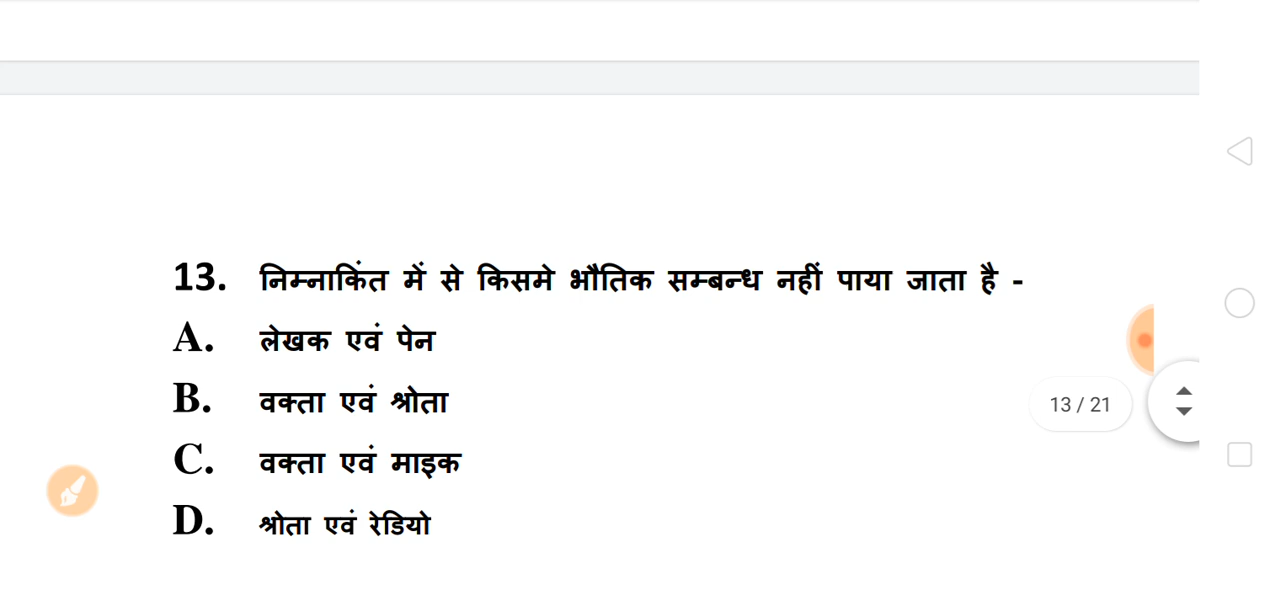 13. निम्नाकिंत में से किसमे भौतिक सम्बन्ध नहीं पाया जाता है -
A. लेखक एवं पेन
B. वक्ता एवं श्रोता
13 / 21
C. वक्ता एवं माइक
D. श्रोता एवं रेडियो